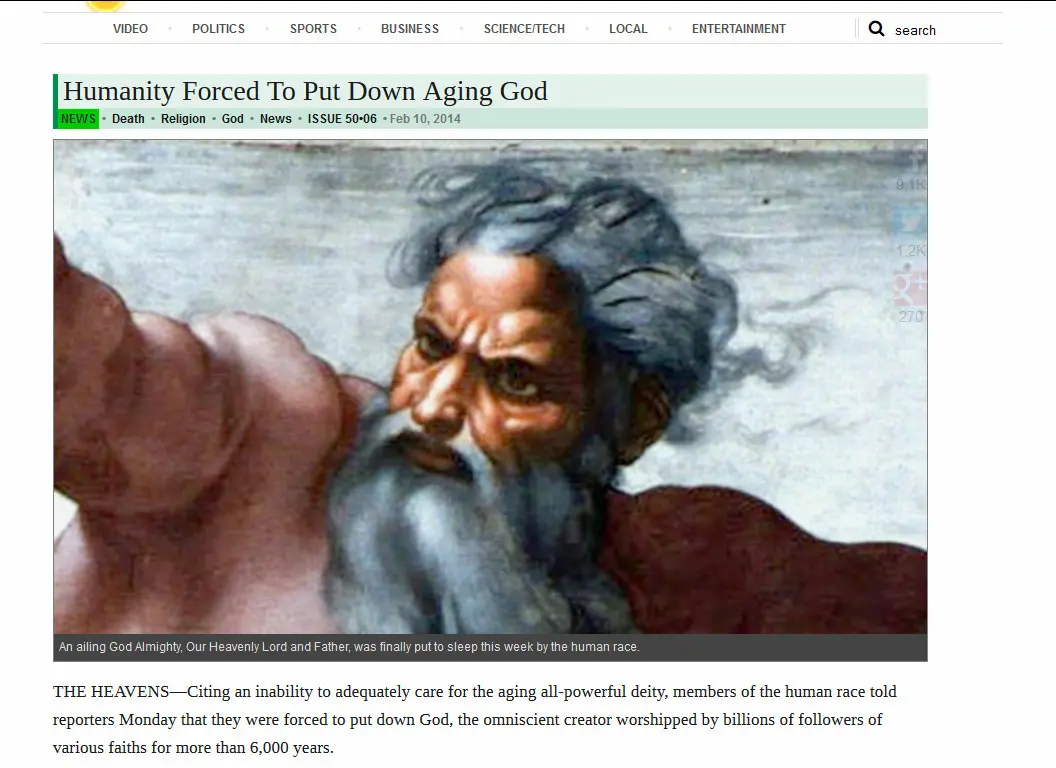 VIDEO • POLITICS • SPORTS • BUSINESS • SCIENCE/TECH • LOCAL • ENTERTAINMENT search
Humanity Forced To Put Down Aging God
NEWS • Death • Religion • God • News • ISSUE 50•06 • Feb 10, 2014
9.1K
1.2K
g+
270
An ailing God Almighty, Our Heavenly Lord and Father, was finally put to sleep this week by the human race.
THE HEAVENS—Citing an inability to adequately care for the aging all-powerful deity, members of the human race told
reporters Monday that they were forced to put down God, the omniscient creator worshipped by billions of followers of
various faiths for more than 6,000 years.